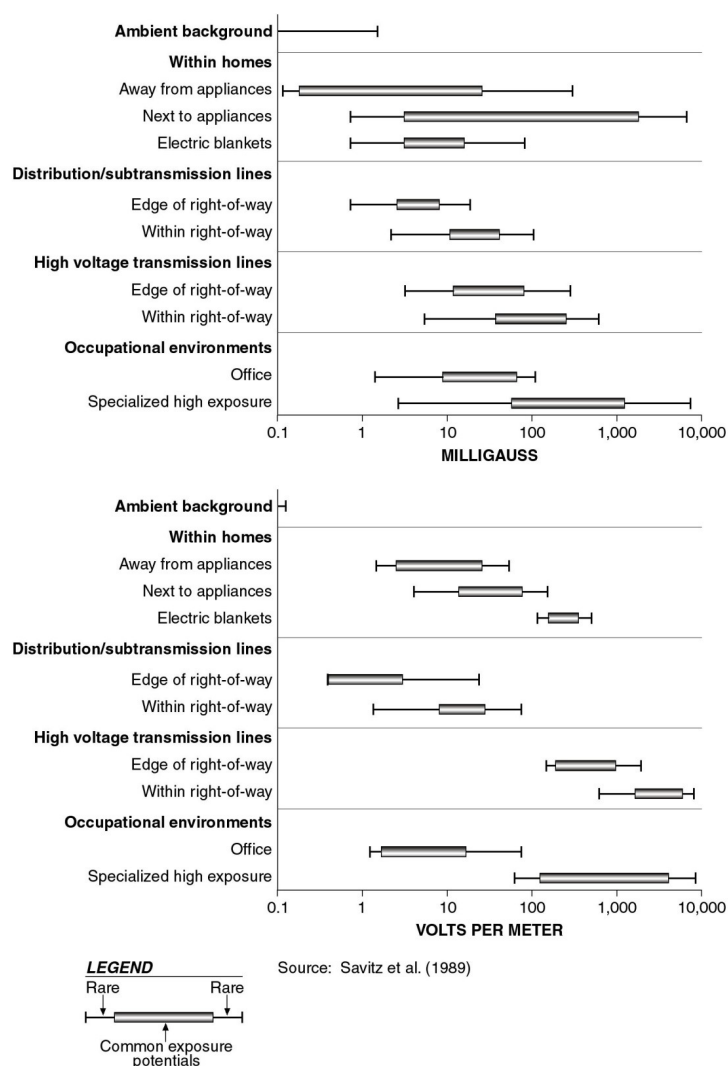 Ambient background
Within homes
Away from appliances
Next to appliances
Electric blankets
Distribution/subtransmission lines
Edge of right-of-way
Within right-of-way
High voltage transmission lines
Edge of right-of-way
Within right-of-way
Occupational environments
Office
Specialized high exposure
0.1 1 10 100 1,000 10,000
MILLIGAUSS
Ambient background
Within homes
Away from appliances
Next to appliances
Electric blankets
Distribution/subtransmission lines
Edge of right-of-way
Within right-of-way
High voltage transmission lines
Edge of right-of-way
Within right-of-way
Occupational environments
Office
Specialized high exposure
0.1 1 10 100 1,000 10,000
VOLTS PER METER
LEGEND
Rare Rare
Common exposure
potentials
Source: Savitz et al. (1989)